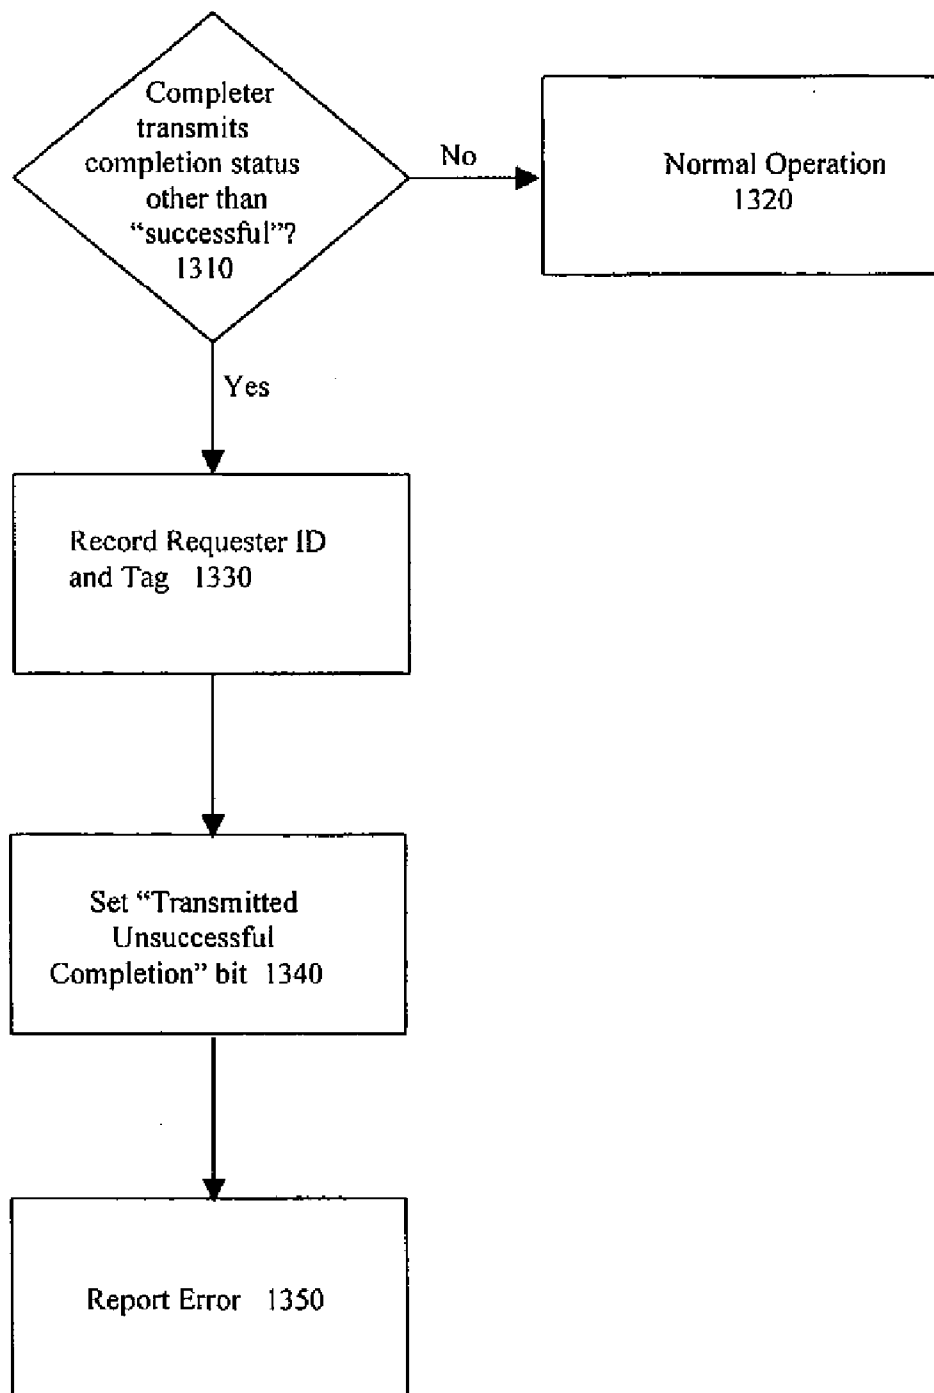 Completer
transmits
completion status
other than
“successful”?
1310
No
Normal Operation
1320
Yes
Record Requester ID
and Tag 1330
Set “Transmitted
Unsuccessful
Completion” bit 1340
Report Error 1350